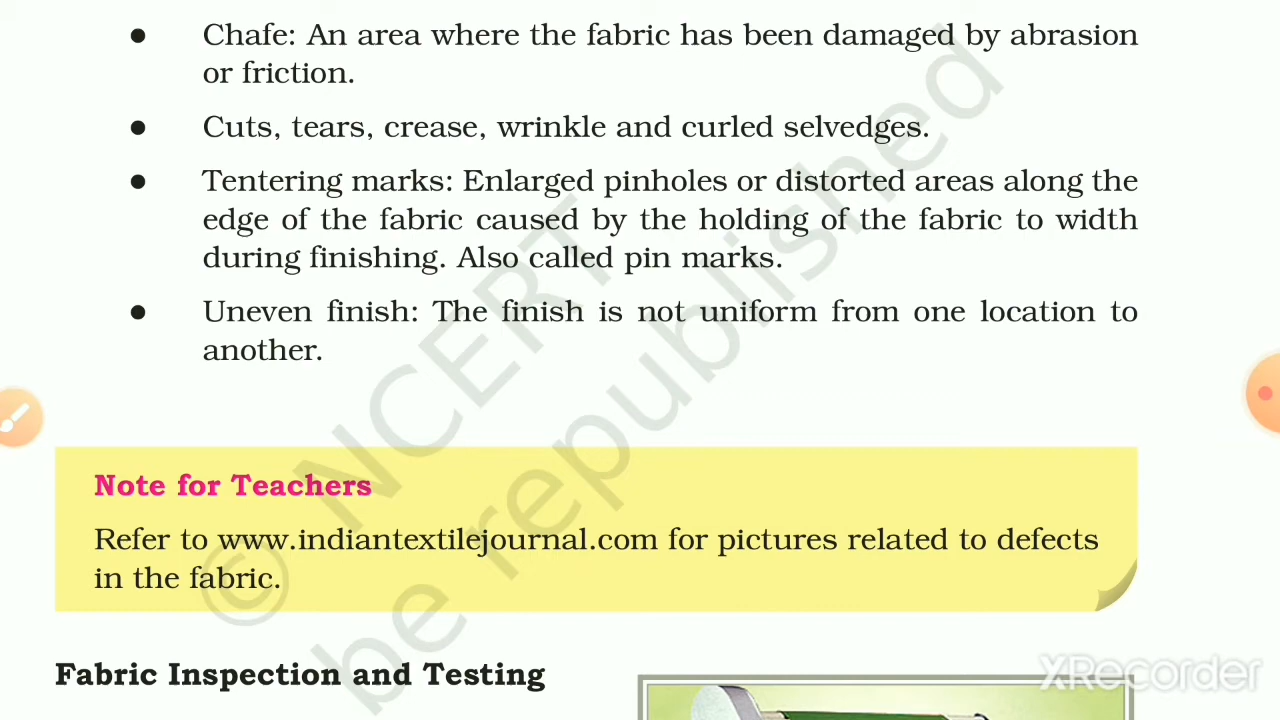 ● Chafe: An area where the fabric has been damaged by abrasion
or friction.
● Cuts, tears, crease, wrinkle and curled selvedges.
● Tentering marks: Enlarged pinholes or distorted areas along the
edge of the fabric caused by the holding of the fabric to width
during finishing. Also called pin marks.
● Uneven finish: The finish is not uniform from one location to
another.
© NCERT
be republished
Note for Teachers
Refer to www.indiantextilejournal.com for pictures related to defects
in the fabric.
Fabric Inspection and Testing
XRecorder